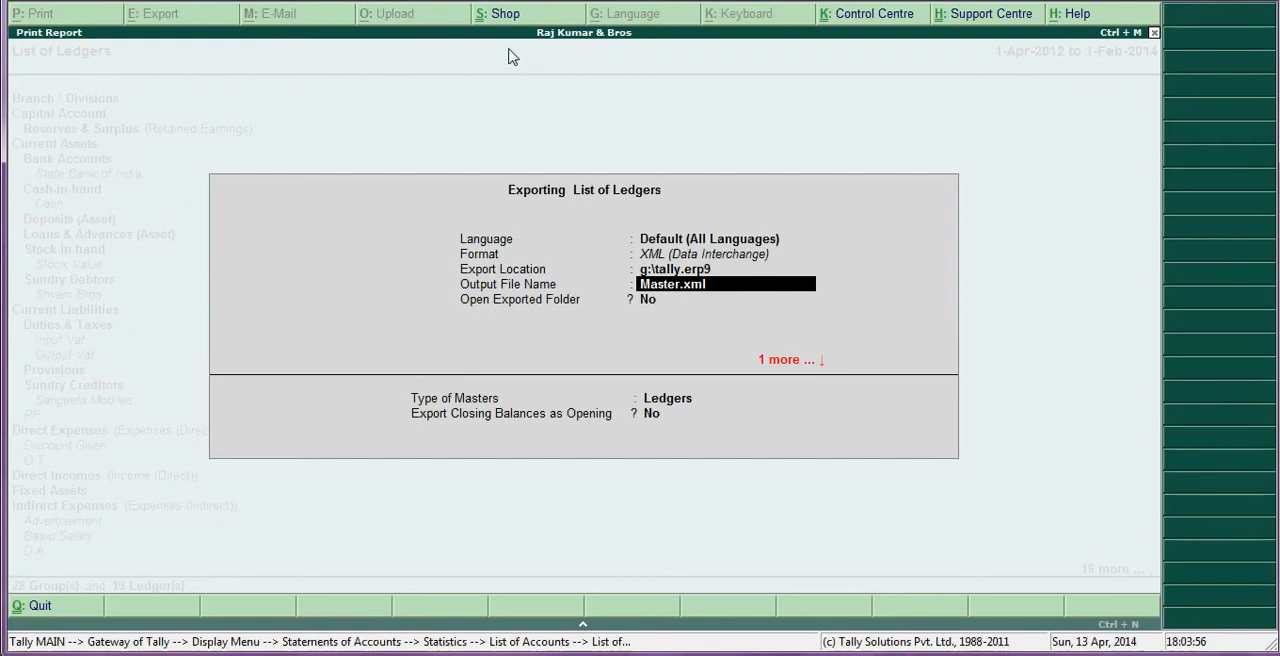 P: Print E: Export M: E-Mail O: Upload S: Shop G: Language K: Keyboard K: Control Centre H: Support Centre H: Help
Print Report Raj Kumar & Bros Ctrl + M x
List of Ledgers 1-Apr-2012 to 1-Feb-2014
Branch / Divisions
Capital Account
Reserves & Surplus (Retained Earnings)
Current Assets
Bank Accounts
State Bank of India
Cash-in-hand
Cash
Deposits (Asset)
Loans & Advances (Asset)
Stock-in-hand
Stock Value
Sundry Debtors
Shyam Bros
Current Liabilities
Duties & Taxes
Input Vat
Output Vat
Provisions
Sundry Creditors
Sangeeta Mobiles
PF
Direct Expenses (Expenses (Direc
Discount Given
O T
Direct Incomes (Income (Direct))
Fixed Assets
Indirect Expenses (Expenses (Indirect))
Advertisement
Basic Salary
D A
16 more ...
28 Group(s) and 19 Ledger(s)
Exporting List of Ledgers
Language : Default (All Languages)
Format : XML (Data Interchange)
Export Location : g:\tally.erp9
Output File Name : Master.xml
Open Exported Folder ? No
1 more ... ↓
Type of Masters : Ledgers
Export Closing Balances as Opening ? No
Q: Quit
Ctrl + N
Tally MAIN --> Gateway of Tally --> Display Menu --> Statements of Accounts --> Statistics --> List of Accounts --> List of... (c) Tally Solutions Pvt. Ltd., 1988-2011 Sun, 13 Apr, 2014 18:03:56